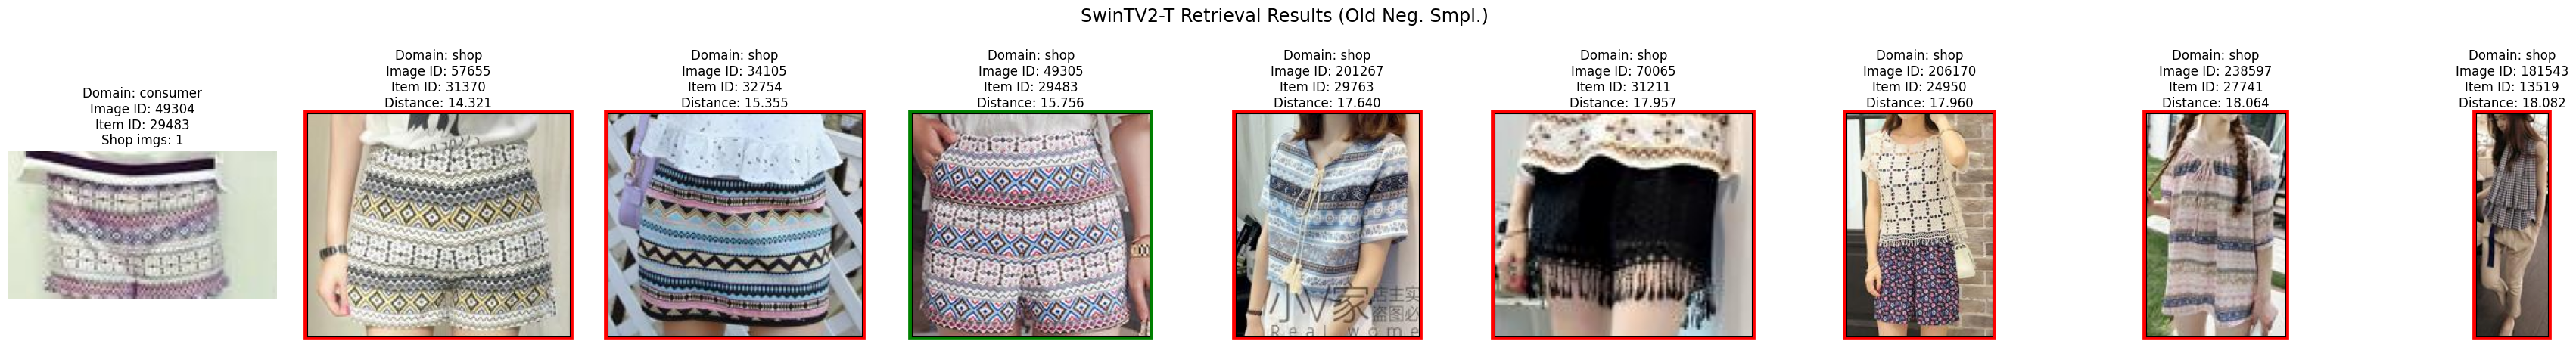 SwinTV2-T Retrieval Results (Old Neg. Smpl.)
Domain: consumer
Image ID: 49304
Item ID: 29483
Shop imgs: 1
Domain: shop
Image ID: 57655
Item ID: 31370
Distance: 14.321
Domain: shop
Image ID: 34105
Item ID: 32754
Distance: 15.355
Domain: shop
Image ID: 49305
Item ID: 29483
Distance: 15.756
Domain: shop
Image ID: 201267
Item ID: 29763
Distance: 17.640
小V家 店主实
盗图必
Real wome
Domain: shop
Image ID: 70065
Item ID: 31211
Distance: 17.957
Domain: shop
Image ID: 206170
Item ID: 24950
Distance: 17.960
Domain: shop
Image ID: 238597
Item ID: 27741
Distance: 18.064
Domain: shop
Image ID: 181543
Item ID: 13519
Distance: 18.082